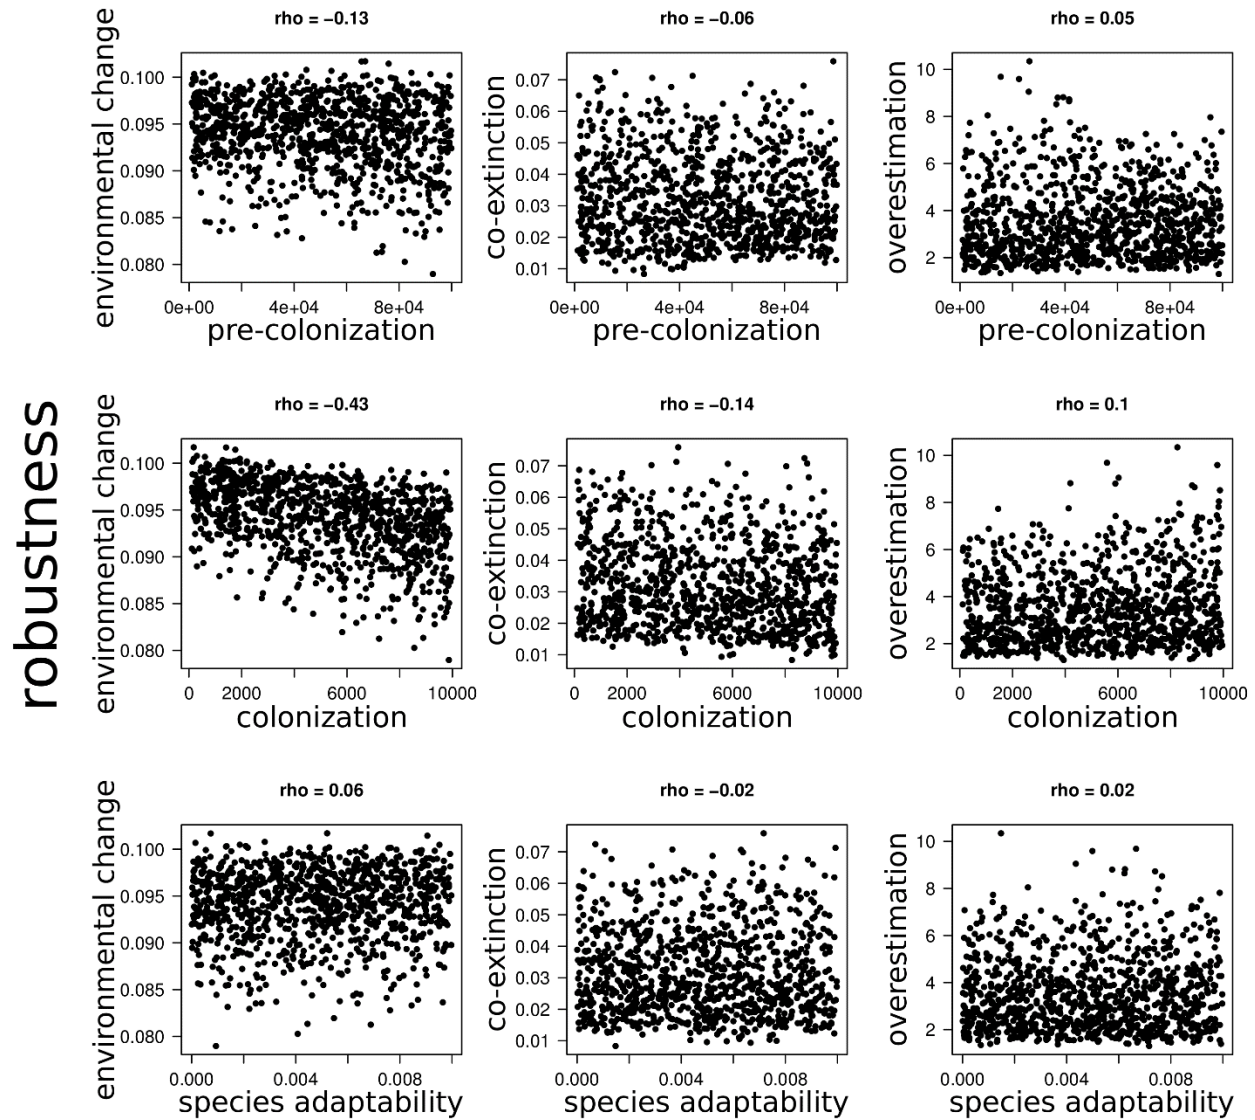 robustness
rho = −0.13
environmental change
0.100
0.095
0.090
0.085
0.080
0e+00 4e+04 8e+04
pre-colonization
rho = −0.06
co-extinction
0.07
0.06
0.05
0.04
0.03
0.02
0.01
0e+00 4e+04 8e+04
pre-colonization
rho = 0.05
overestimation
10
8
6
4
2
0e+00 4e+04 8e+04
pre-colonization
rho = −0.43
environmental change
0.100
0.095
0.090
0.085
0.080
0 2000 6000 10000
colonization
rho = −0.14
co-extinction
0.07
0.06
0.05
0.04
0.03
0.02
0.01
0 2000 6000 10000
colonization
rho = 0.1
overestimation
10
8
6
4
2
0 2000 6000 10000
colonization
rho = 0.06
environmental change
0.100
0.095
0.090
0.085
0.080
0.000 0.004 0.008
species adaptability
rho = −0.02
co-extinction
0.07
0.06
0.05
0.04
0.03
0.02
0.01
0.000 0.004 0.008
species adaptability
rho = 0.02
overestimation
10
8
6
4
2
0.000 0.004 0.008
species adaptability